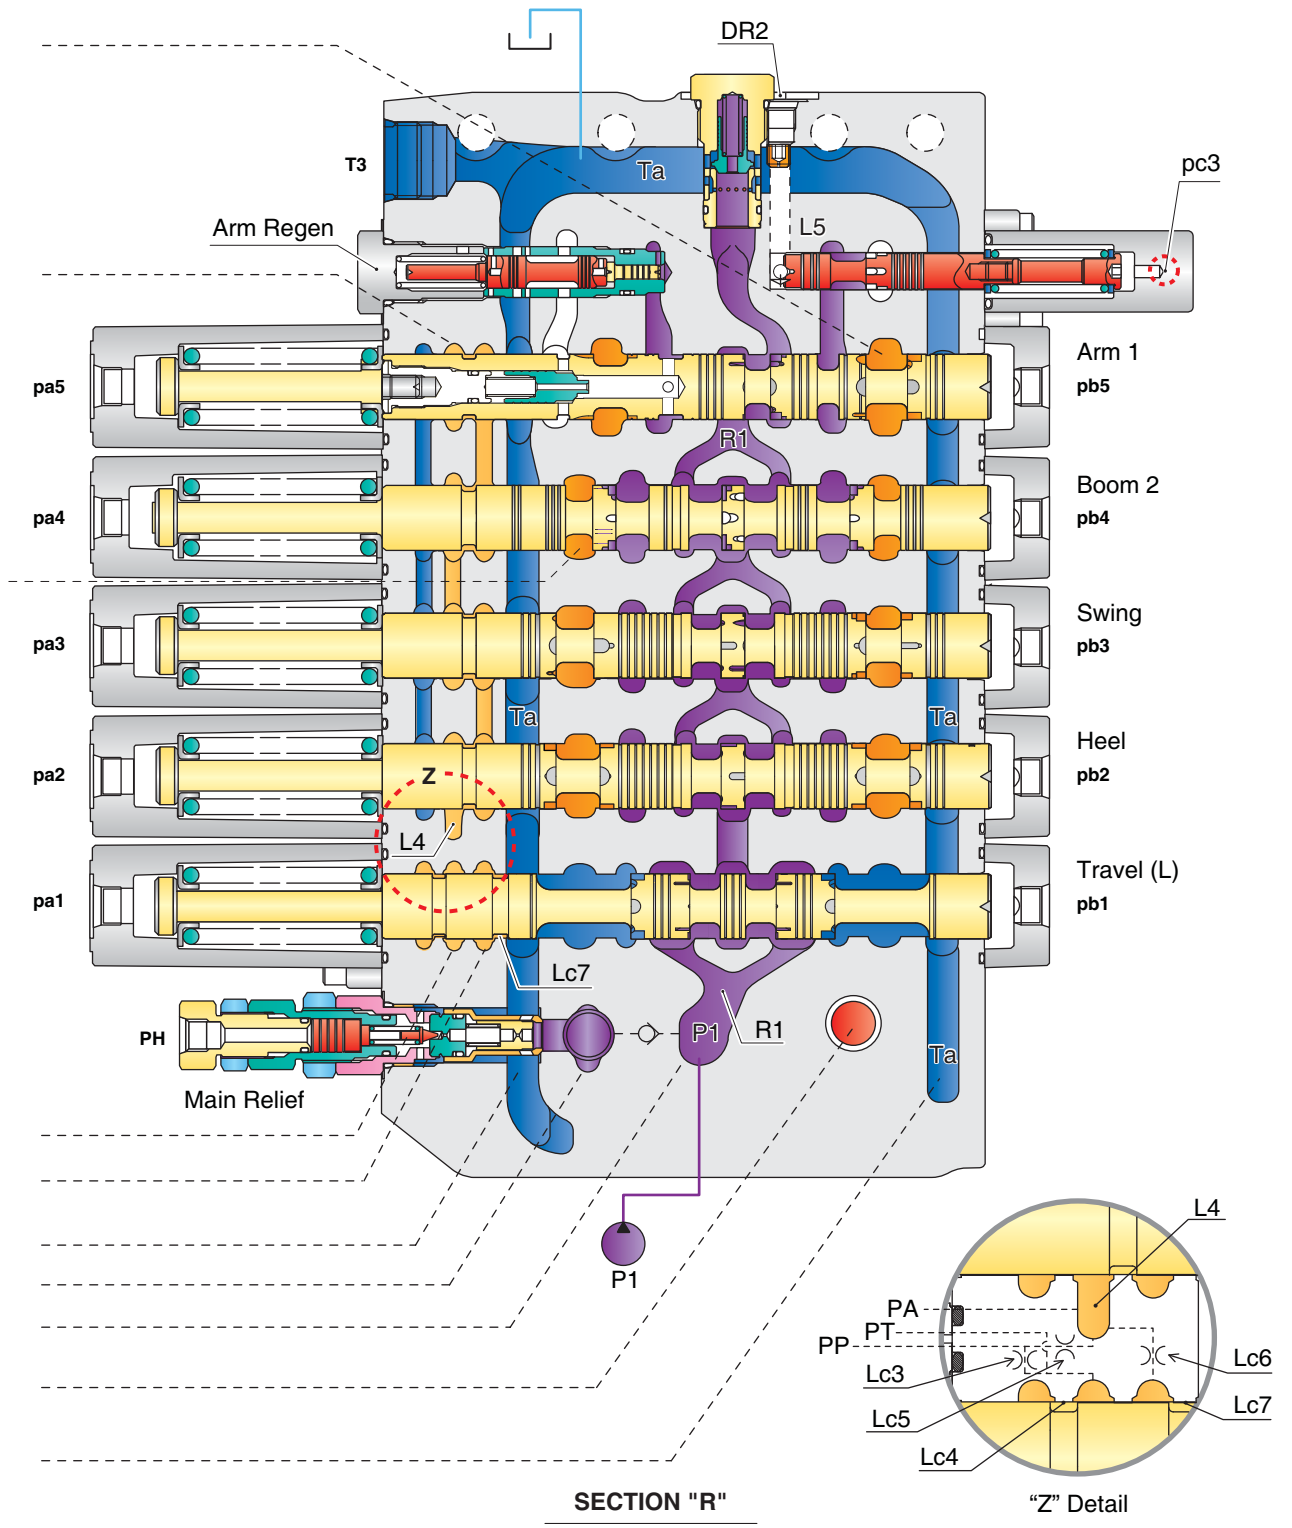 DR2
T3
Ta
pc3
Arm Regen
L5
Arm 1
pa5
pb5
R1
Boom 2
pa4
pb4
Swing
pa3
pb3
Ta
Ta
Heel
Z
pa2
pb2
L4
Travel (L)
pa1
pb1
Lc7
PH
P1
R1
Ta
Main Relief
P1
L4
PA
PT
PP
Lc3
Lc6
Lc5
Lc7
Lc4
SECTION "R"
“Z” Detail